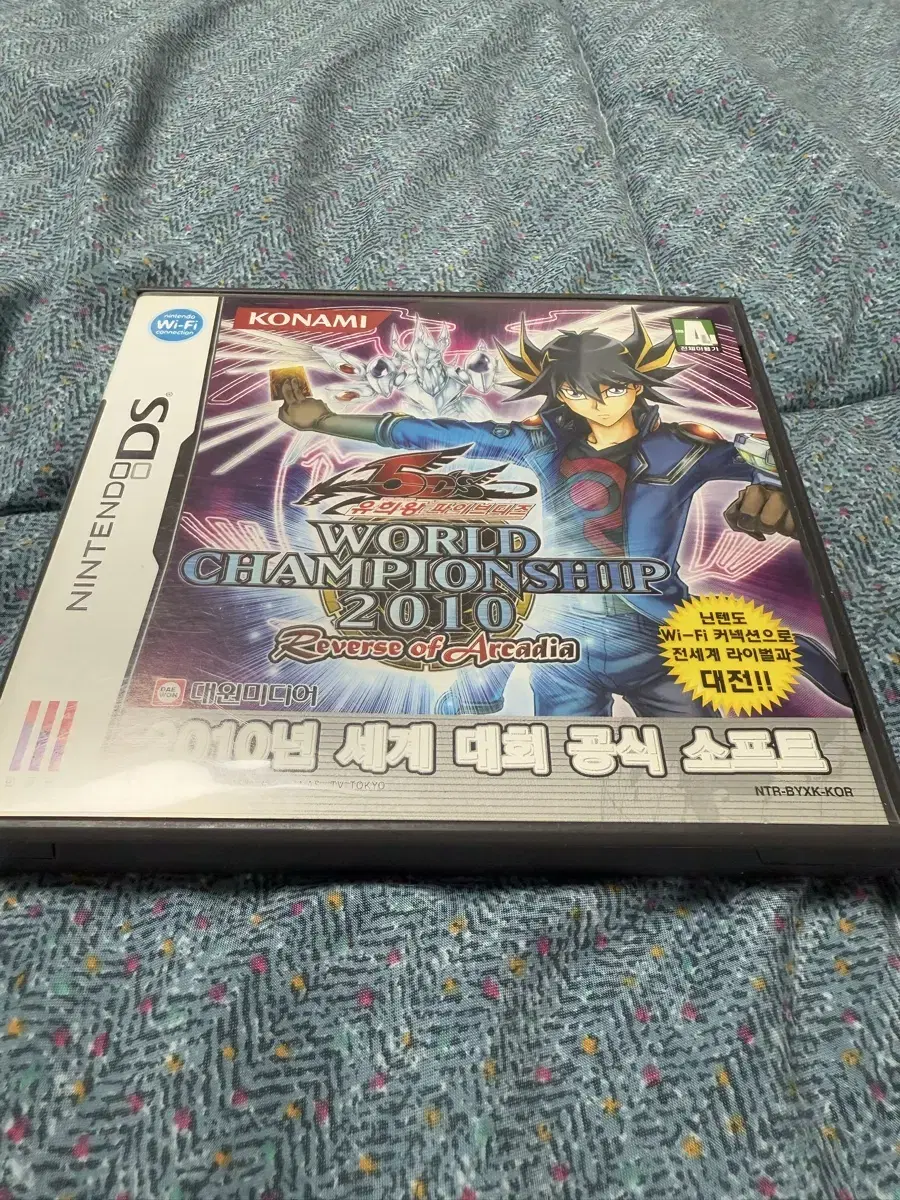 nintendo
Wi-Fi
connection
NINTENDO DS
KONAMI
전체이용가
5D's
유희왕 파이브디즈
WORLD
CHAMPIONSHIP
2010
Reverse of Arcadia
닌텐도
Wi-Fi 커넥션으로
전세계 라이벌과
대전!!
DAE
WON
대원미디어
2010년 세계 대회 공식 소프트
TV TOKYO
NTR-BYXK-KOR